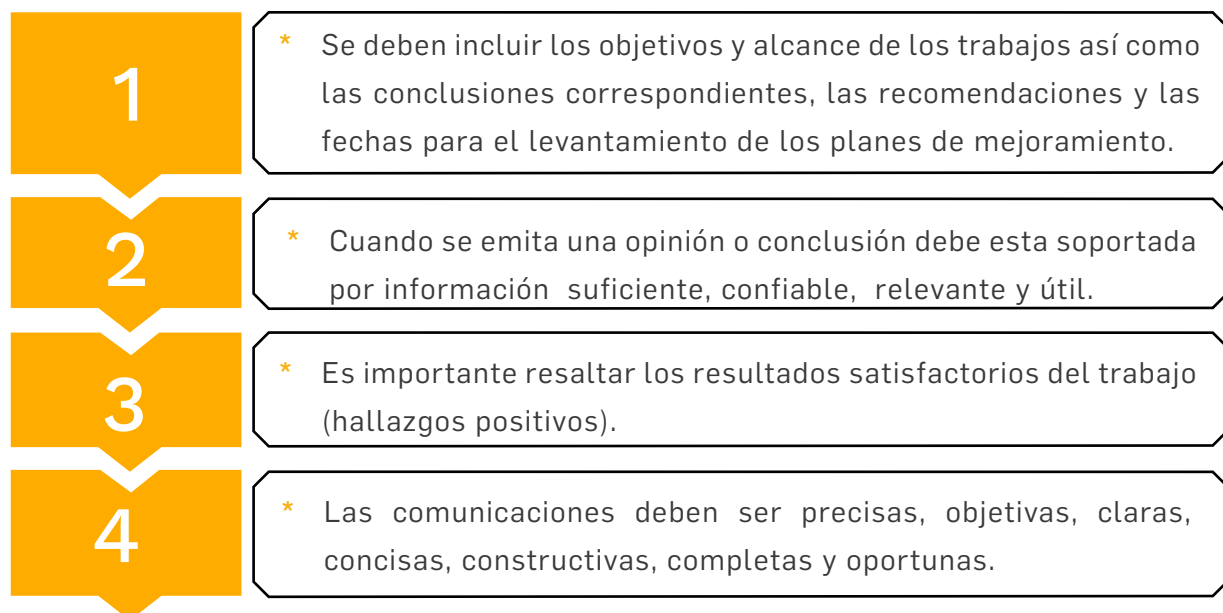 1
* Se deben incluir los objetivos y alcance de los trabajos así como
las conclusiones correspondientes, las recomendaciones y las
fechas para el levantamiento de los planes de mejoramiento.
2
* Cuando se emita una opinión o conclusión debe esta soportada
por información suficiente, confiable, relevante y útil.
3
* Es importante resaltar los resultados satisfactorios del trabajo
(hallazgos positivos).
4
* Las comunicaciones deben ser precisas, objetivas, claras,
concisas, constructivas, completas y oportunas.